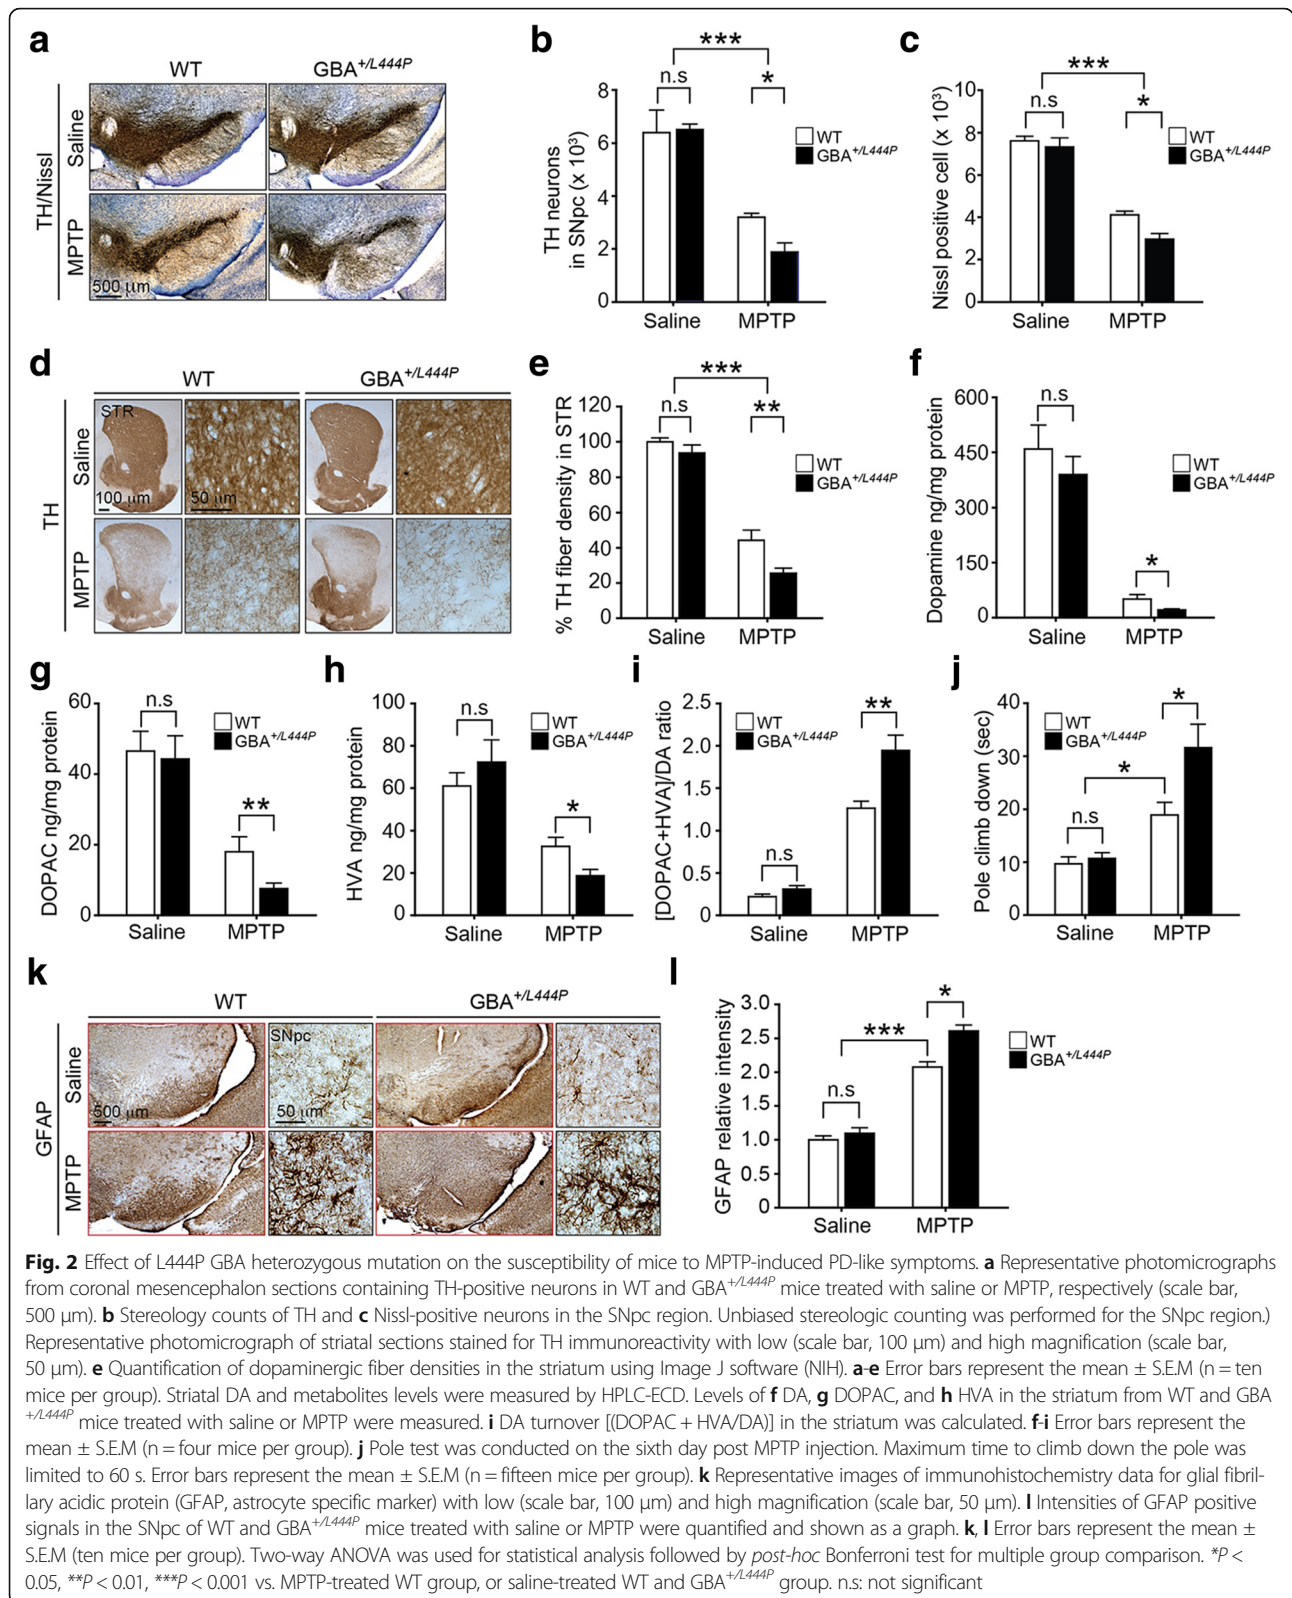 a
WT
GBA+/L444P
TH/Nissl
Saline
MPTP
500 μm
b
***
n.s
*
TH neurons
in SNpc (x 10³)
8
6
4
2
0
WT
GBA+/L444P
Saline
MPTP
c
***
n.s
*
Nissl positive cell (x 10³)
10
8
6
4
2
0
WT
GBA+/L444P
Saline
MPTP
d
WT
GBA+/L444P
TH
Saline
MPTP
STR
100 μm
50 μm
e
***
n.s
**
% TH fiber density in STR
120
100
80
60
40
20
0
WT
GBA+/L444P
Saline
MPTP
f
n.s
*
Dopamine ng/mg protein
600
450
300
150
0
WT
GBA+/L444P
Saline
MPTP
g
n.s
**
DOPAC ng/mg protein
60
40
20
0
WT
GBA+/L444P
Saline
MPTP
h
n.s
*
HVA ng/mg protein
100
80
60
40
20
0
WT
GBA+/L444P
Saline
MPTP
i
n.s
**
[DOPAC+HVA]/DA ratio
2.5
2.0
1.5
1.0
0.5
0
WT
GBA+/L444P
Saline
MPTP
j
n.s
*
*
Pole climb down (sec)
40
30
20
10
0
WT
GBA+/L444P
Saline
MPTP
k
WT
GBA+/L444P
GFAP
Saline
MPTP
500 μm
SNpc
50 μm
l
n.s
***
*
GFAP relative intensity
3.0
2.5
2.0
1.5
1.0
0.5
0
WT
GBA+/L444P
Saline
MPTP
Fig. 2 Effect of L444P GBA heterozygous mutation on the susceptibility of mice to MPTP-induced PD-like symptoms. a Representative photomicrographs
from coronal mesencephalon sections containing TH-positive neurons in WT and GBA+/L444P mice treated with saline or MPTP, respectively (scale bar,
500 μm). b Stereology counts of TH and c Nissl-positive neurons in the SNpc region. Unbiased stereologic counting was performed for the SNpc region.)
Representative photomicrograph of striatal sections stained for TH immunoreactivity with low (scale bar, 100 μm) and high magnification (scale bar,
50 μm). e Quantification of dopaminergic fiber densities in the striatum using Image J software (NIH). a-e Error bars represent the mean ± S.E.M (n = ten
mice per group). Striatal DA and metabolites levels were measured by HPLC-ECD. Levels of f DA, g DOPAC, and h HVA in the striatum from WT and GBA
+/L444P mice treated with saline or MPTP were measured. i DA turnover [(DOPAC + HVA/DA)] in the striatum was calculated. f-i Error bars represent the
mean ± S.E.M (n = four mice per group). j Pole test was conducted on the sixth day post MPTP injection. Maximum time to climb down the pole was
limited to 60 s. Error bars represent the mean ± S.E.M (n = fifteen mice per group). k Representative images of immunohistochemistry data for glial fibril-
lary acidic protein (GFAP, astrocyte specific marker) with low (scale bar, 100 μm) and high magnification (scale bar, 50 μm). l Intensities of GFAP positive
signals in the SNpc of WT and GBA+/L444P mice treated with saline or MPTP were quantified and shown as a graph. k, l Error bars represent the mean ±
S.E.M (ten mice per group). Two-way ANOVA was used for statistical analysis followed by post-hoc Bonferroni test for multiple group comparison. *P <
0.05, **P < 0.01, ***P < 0.001 vs. MPTP-treated WT group, or saline-treated WT and GBA+/L444P group. n.s: not significant